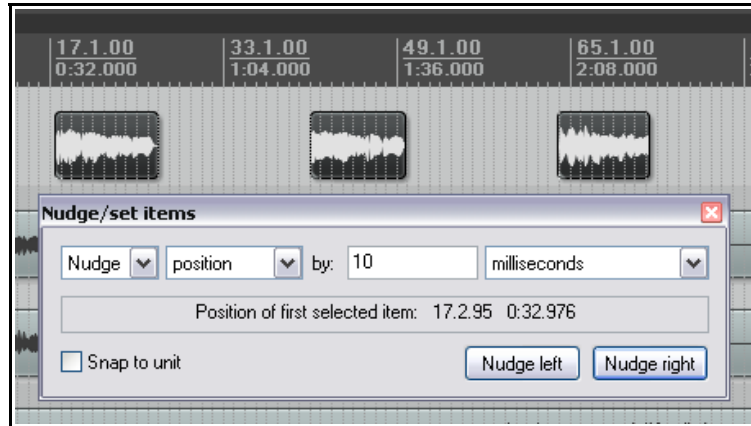 17.1.00 33.1.00 49.1.00 65.1.00
0:32.000 1:04.000 1:36.000 2:08.000
Nudge/set items
Nudge position by: 10 milliseconds
Position of first selected item: 17.2.95 0:32.976
Snap to unit Nudge left Nudge right